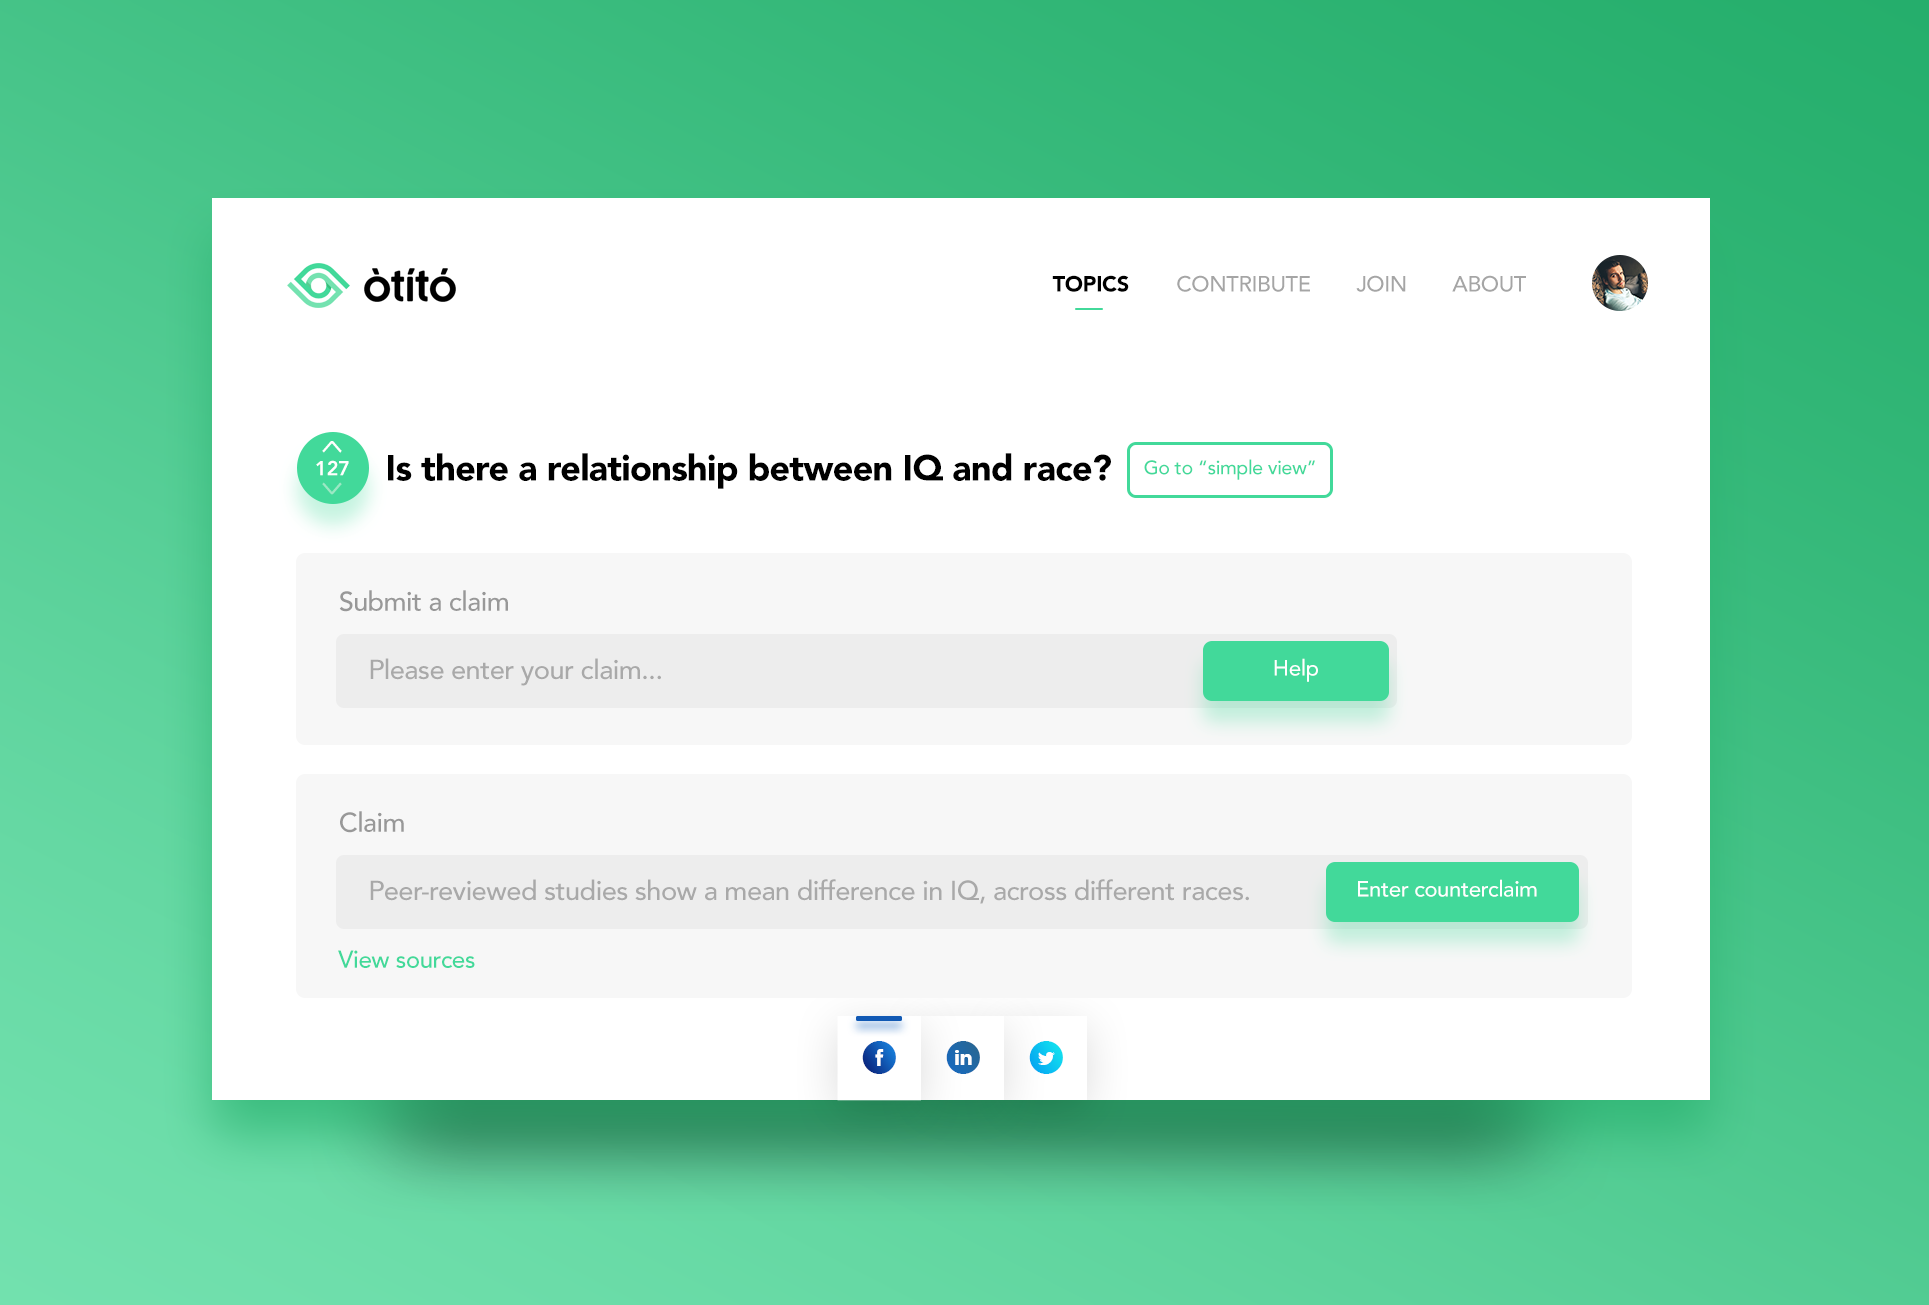 òtító
TOPICS CONTRIBUTE JOIN ABOUT
127
Is there a relationship between IQ and race?
Go to “simple view”
Submit a claim
Please enter your claim...
Help
Claim
Peer-reviewed studies show a mean difference in IQ, across different races.
Enter counterclaim
View sources
f
in